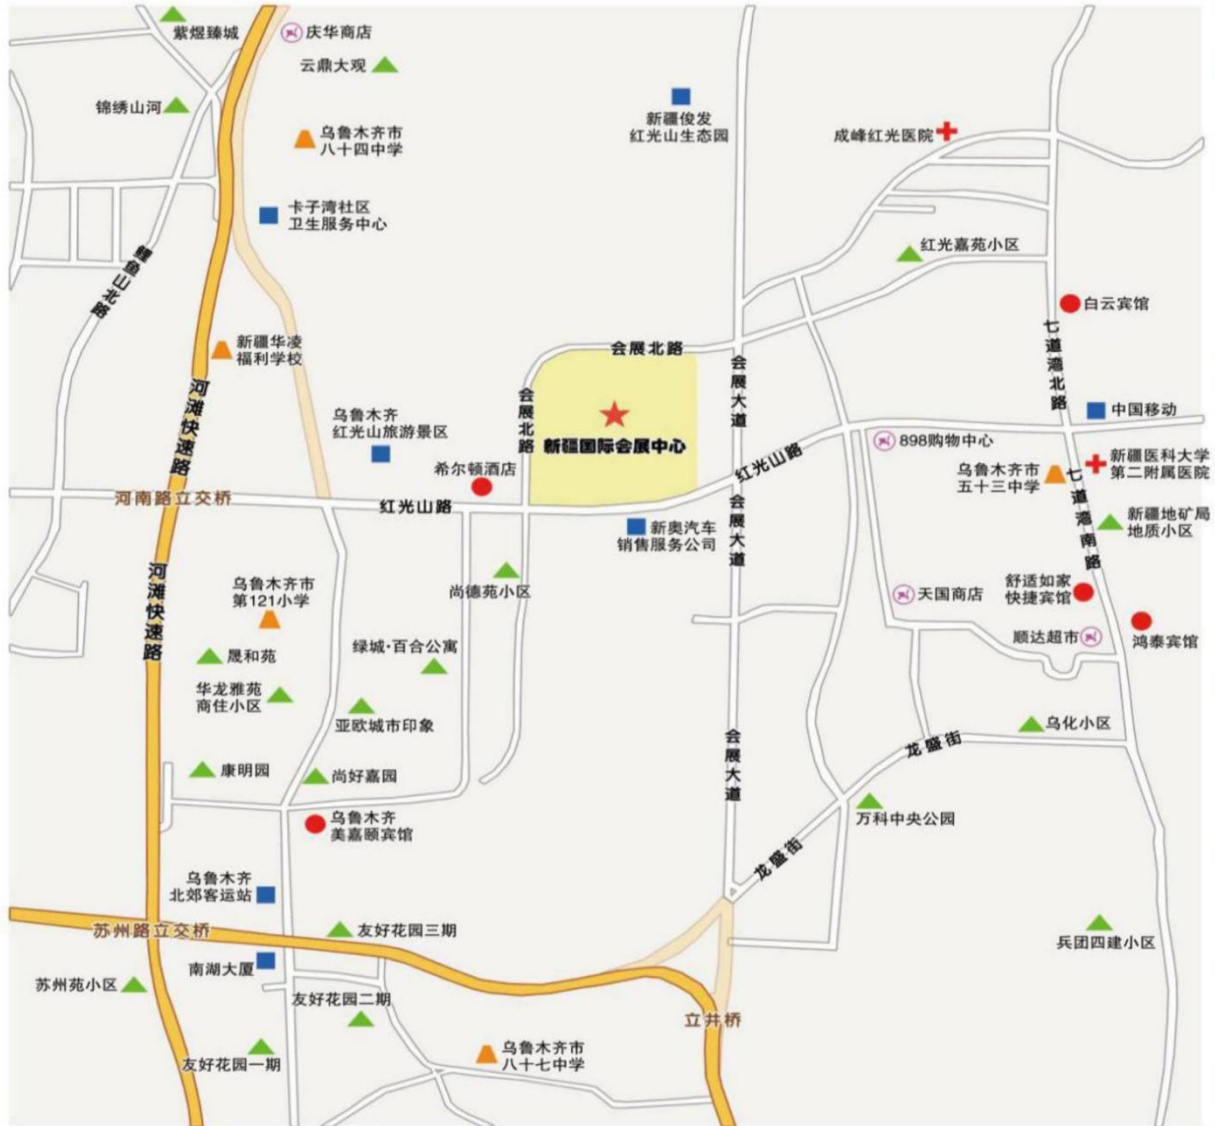 紫煜臻城
庆华商店
云鼎大观
锦绣山河
乌鲁木齐市
八十四中学
新疆俊发
红光山生态园
成峰红光医院
卡子湾社区
卫生服务中心
红光嘉苑小区
鲤鱼山北路
白云宾馆
新疆华凌
福利学校
会展北路
七道湾北路
会展大道
河滩快速路
会展北路
乌鲁木齐
红光山旅游景区
中国移动
新疆国际会展中心
898购物中心
红光山路
希尔顿酒店
乌鲁木齐市
五十三中学
新疆医科大学
第二附属医院
七道湾南路
河南路立交桥
红光山路
会展大道
新奥汽车
销售服务公司
新疆地矿局
地质小区
河滩快速路
乌鲁木齐市
第121小学
尚德苑小区
天国商店
舒适如家
快捷宾馆
顺达超市
鸿泰宾馆
晟和苑
绿城·百合公寓
华龙雅苑
商住小区
亚欧城市印象
乌化小区
龙盛街
会展大道
康明园
尚好嘉园
乌鲁木齐
美嘉颐宾馆
万科中央公园
龙盛街
乌鲁木齐
北郊客运站
苏州路立交桥
友好花园三期
兵团四建小区
南湖大厦
苏州苑小区
友好花园二期
立井桥
友好花园一期
乌鲁木齐市
八十七中学